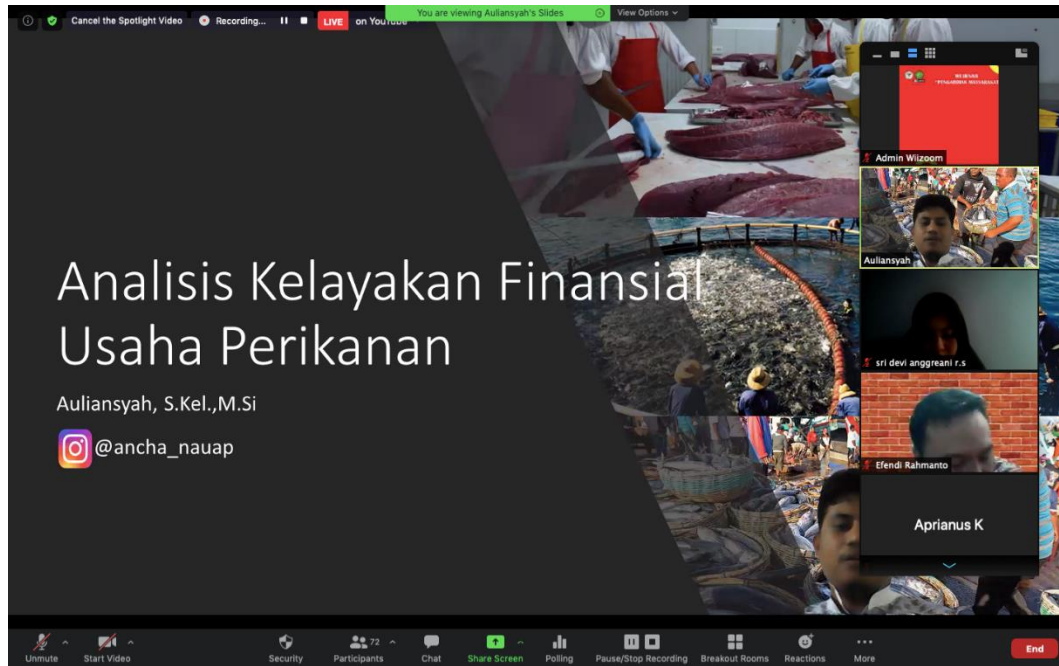 Cancel the Spotlight Video
Recording...
LIVE on YouTube
You are viewing Auliansyah's Slides
View Options
WEBINAR
Admin Wiizoom
Auliansyah
sri devi anggreani r.s
Efendi Rahmanto
Aprianus K
Analisis Kelayakan Finansial
Usaha Perikanan
Auliansyah, S.Kel.,M.Si
@ancha_nauap
Unmute
Start Video
Security
72
Participants
Chat
Share Screen
Polling
Pause/Stop Recording
Breakout Rooms
Reactions
More
End